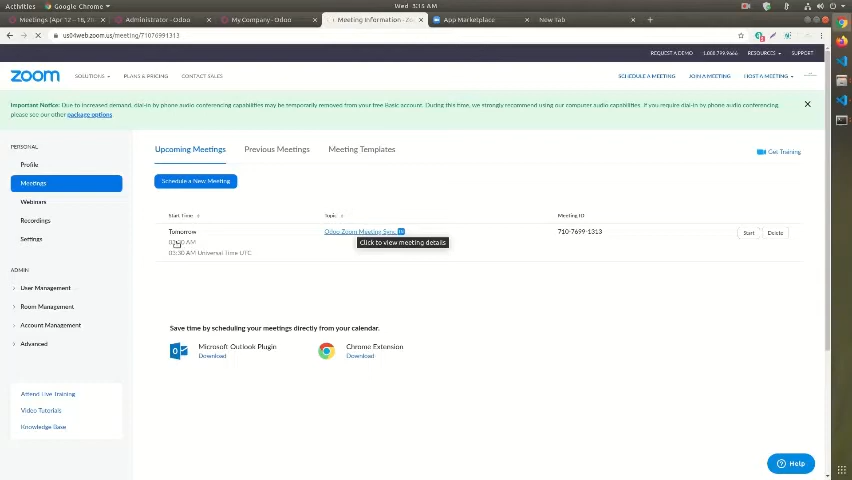 Activities Google Chrome Wed 3:15 AM
Meetings (Apr 12 – 18, 2 Administrator - Odoo My Company - Odoo Meeting Information - Zo App Marketplace New Tab
us04web.zoom.us/meeting/71076991313
REQUEST A DEMO 1.888.799.9666 RESOURCES SUPPORT
zoom SOLUTIONS PLANS & PRICING CONTACT SALES SCHEDULE A MEETING JOIN A MEETING HOST A MEETING
Important Notice: Due to increased demand, dial-in by phone audio conferencing capabilities may be temporarily removed from your free Basic account. During this time, we strongly recommend using our computer audio capabilities. If you require dial-in by phone audio conferencing,
please see our other package options
PERSONAL
Profile
Meetings
Webinars
Recordings
Settings
ADMIN
User Management
Room Management
Account Management
Advanced
Attend Live Training
Video Tutorials
Knowledge Base
Upcoming Meetings Previous Meetings Meeting Templates Get Training
Schedule a New Meeting
Start Time Topic Meeting ID
Tomorrow Odoo Zoom Meeting Sync 710-7699-1313 Start Delete
AM Click to view meeting details
03:30 AM Universal Time UTC
Save time by scheduling your meetings directly from your calendar.
Microsoft Outlook Plugin Chrome Extension
Download Download
Help